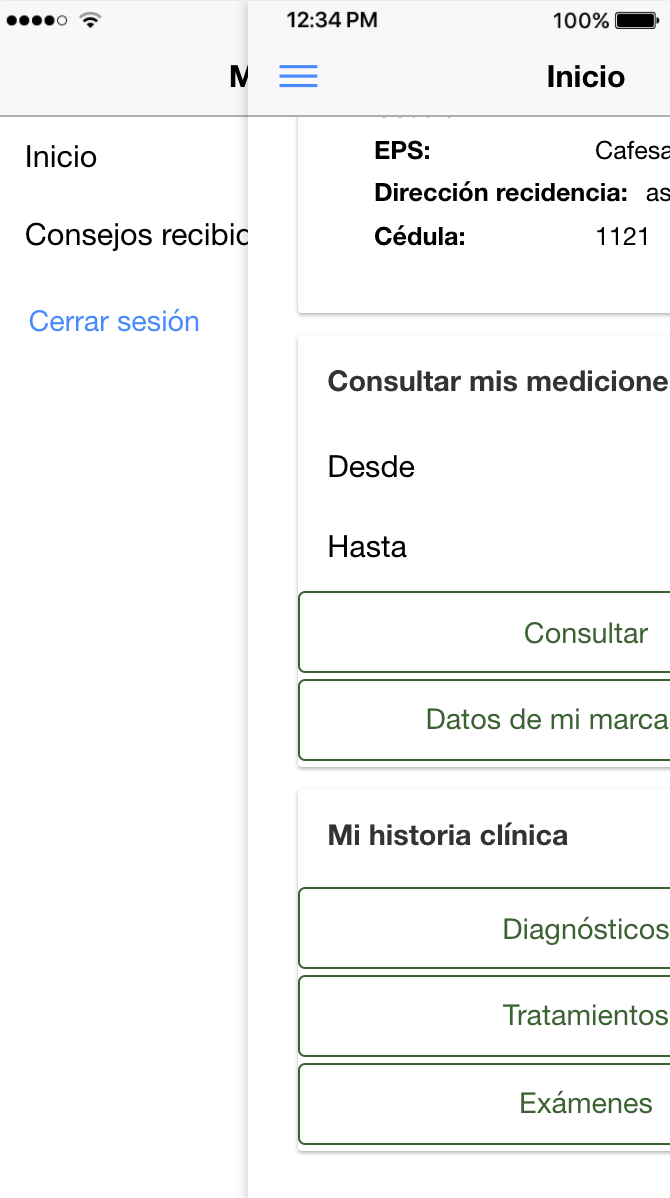 12:34 PM
100%
M
Inicio
Inicio
Consejos recibid
Cerrar sesión
EPS: Cafesa
Dirección recidencia: as
Cédula: 1121
Consultar mis medicione
Desde
Hasta
Consultar
Datos de mi marca
Mi historia clínica
Diagnósticos
Tratamientos
Exámenes